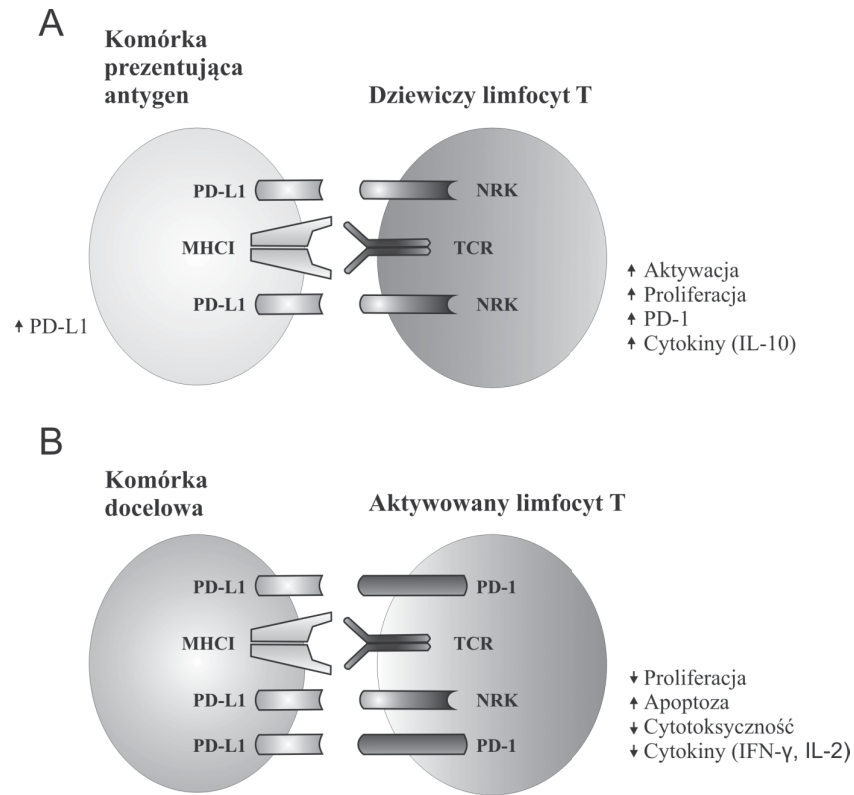 A
Komórka
prezentująca
antygen
Dziewiczy limfocyt T
PD-L1
NRK
MHCI
TCR
PD-L1
NRK
↑ PD-L1
↑ Aktywacja
↑ Proliferacja
↑ PD-1
↑ Cytokiny (IL-10)
B
Komórka
docelowa
Aktywowany limfocyt T
PD-L1
PD-1
MHCI
TCR
PD-L1
NRK
PD-L1
PD-1
↓ Proliferacja
↑ Apoptoza
↓ Cytotoksyczność
↓ Cytokiny (IFN-γ, IL-2)